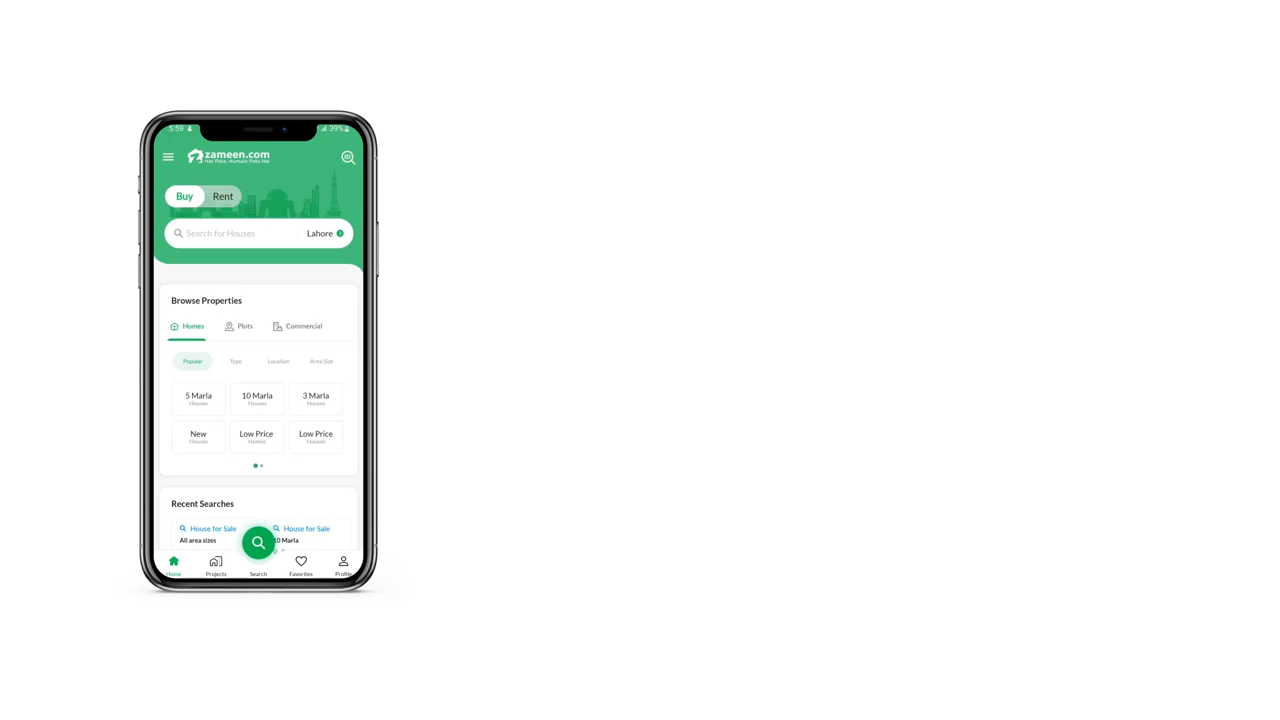 5:59 39%
zameen.com
Har Pata, Humain Pata Hai
ID
Buy Rent
Search for Houses Lahore
Browse Properties
Homes Plots Commercial
Popular Type Location Area Size
5 Marla 10 Marla 3 Marla
Houses Houses Houses
New Low Price Low Price
Houses Homes Houses
Recent Searches
House for Sale House for Sale
All area sizes 10 Marla
Home Projects Search Favorites Profile